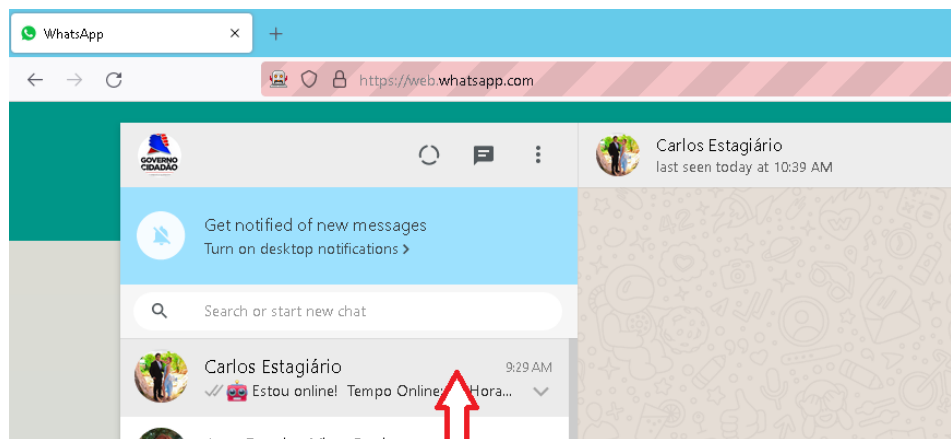 WhatsApp
https://web.whatsapp.com
GOVERNO
CIDADÃO
Carlos Estagiário
last seen today at 10:39 AM
Get notified of new messages
Turn on desktop notifications >
Search or start new chat
Carlos Estagiário
9:29 AM
Estou online! Tempo Online: Hora...